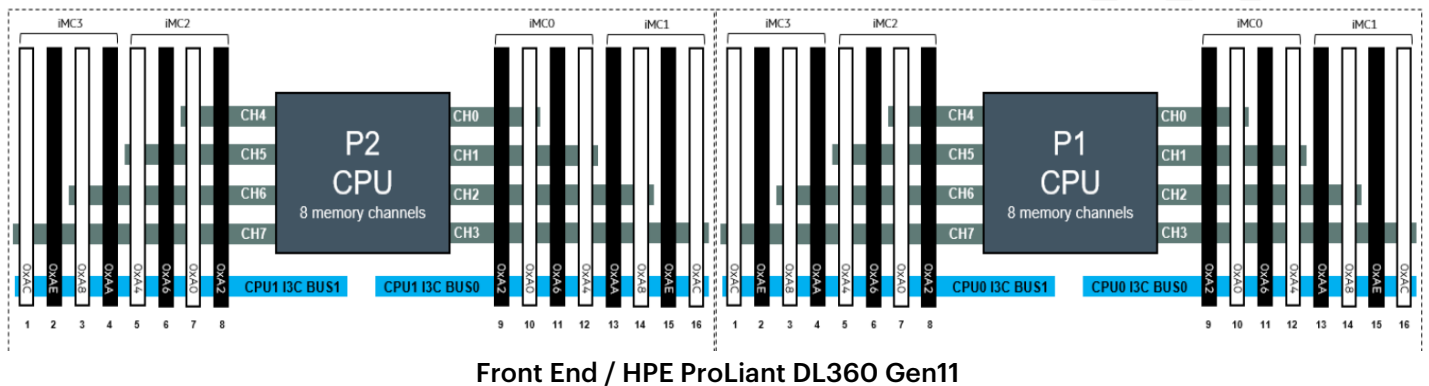 iMC3 iMC2 iMC0 iMC1 iMC3 iMC2 iMC0 iMC1
CH4 CH0 CH4 CH0
P2 P1
CH5 CH1 CH5 CH1
CPU CPU
CH6 CH2 CH6 CH2
8 memory channels 8 memory channels
CH7 CH3 CH7 CH3
0xAC 0xAE 0xA8 0xAA 0xA4 0xA6 0xA0 0xA2 CPU1 I3C BUS1 CPU1 I3C BUS0 0xA2 0xA0 0xA6 0xA4 0xAA 0xA8 0xAE 0xAC 0xAC 0xAE 0xA8 0xAA 0xA4 0xA6 0xA0 0xA2 CPU0 I3C BUS1 CPU0 I3C BUS0 0xA2 0xA0 0xA6 0xA4 0xAA 0xA8 0xAE 0xAC
1 2 3 4 5 6 7 8 9 10 11 12 13 14 15 16 1 2 3 4 5 6 7 8 9 10 11 12 13 14 15 16
Front End / HPE ProLiant DL360 Gen11